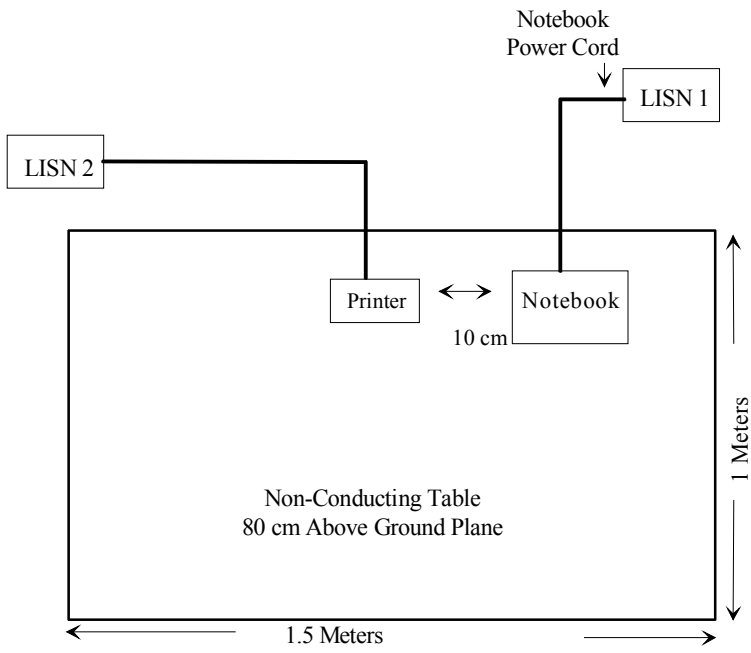 Notebook
Power Cord
LISN 1
LISN 2
Printer
Notebook
10 cm
1 Meters
Non-Conducting Table
80 cm Above Ground Plane
1.5 Meters